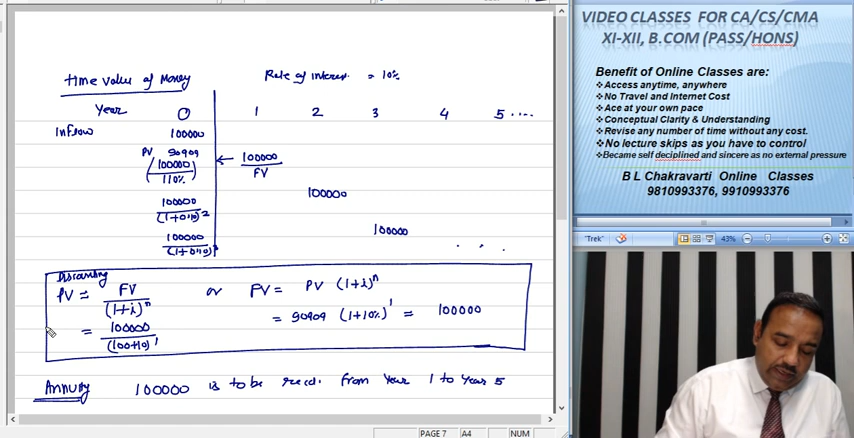 Time Value of Money
Rate of interest = 10%
Year 0 1 2 3 4 5 ....
Inflow 100000
PV 90909
100000
110%
100000
FV
100000
(1+0.10)2
100000
100000
(1+0.10)3
100000
. . .
Discounting
PV = FV
(1+i)n
or FV = PV (1+i)n
= 100000
(100+10)1
= 90909 (1+10%)1 = 100000
Annuity 100000 is to be recd. from Year 1 to Year 5
PAGE 7 A4 NUM
VIDEO CLASSES FOR CA/CS/CMA
XI-XII, B.COM (PASS/HONS)
Benefit of Online Classes are:
❖Access anytime, anywhere
❖No Travel and Internet Cost
❖Ace at your own pace
❖Conceptual Clarity & Understanding
❖Revise any number of time without any cost.
❖No lecture skips as you have to control
❖Became self deciplined and sincere as no external pressure
B L Chakravarti Online Classes
9810993376, 9910993376
"Trek" 43%